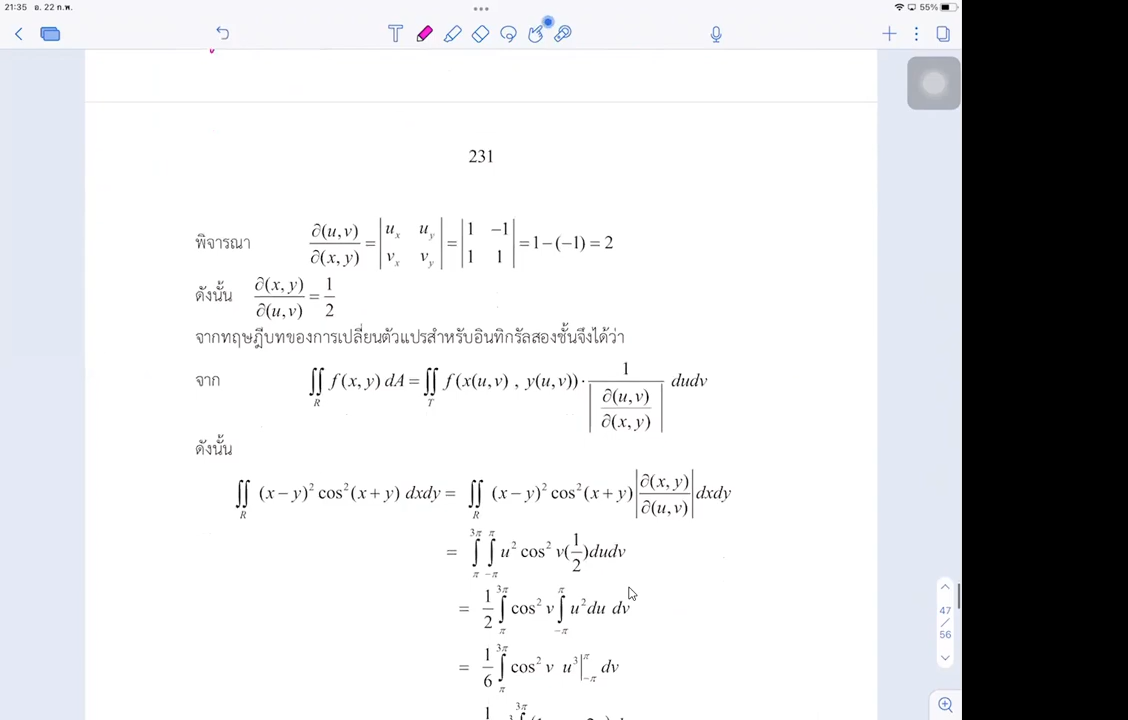 21:35 อ. 22 ก.พ.
55%
231
พิจารณา ∂(u,v)/∂(x,y) = |u_x u_y; v_x v_y| = |1 −1; 1 1| = 1−(−1) = 2
ดังนั้น ∂(x,y)/∂(u,v) = 1/2
จากทฤษฎีบทของการเปลี่ยนตัวแปรสำหรับอินทิกรัลสองชั้นจึงได้ว่า
จาก ∬_R f(x,y) dA = ∬_T f(x(u,v) , y(u,v)) · 1/|∂(u,v)/∂(x,y)| dudv
ดังนั้น
∬_R (x−y)² cos²(x+y) dxdy = ∬_R (x−y)² cos²(x+y) |∂(x,y)/∂(u,v)| dxdy
= ∫_π^{3π} ∫_{−π}^{π} u² cos² v(1/2)dudv
= 1/2 ∫_π^{3π} cos² v ∫_{−π}^{π} u² du dv
= 1/6 ∫_π^{3π} cos² v u³|_{−π}^{π} dv
47
/
56